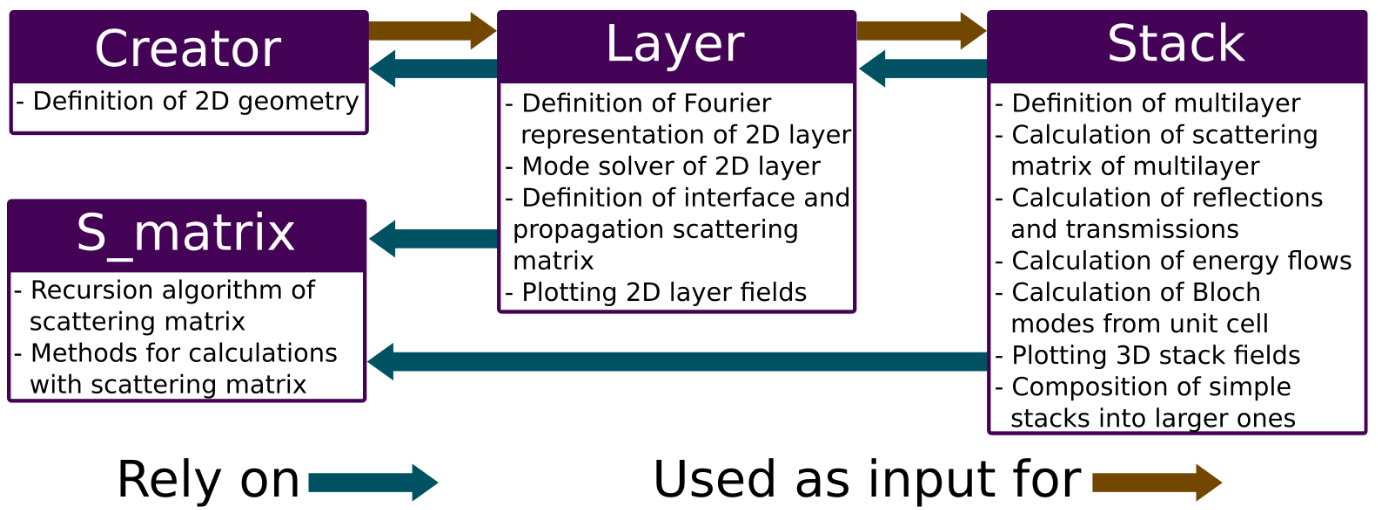 Creator
- Definition of 2D geometry
S_matrix
- Recursion algorithm of
scattering matrix
- Methods for calculations
with scattering matrix
Layer
- Definition of Fourier
representation of 2D layer
- Mode solver of 2D layer
- Definition of interface and
propagation scattering
matrix
- Plotting 2D layer fields
Stack
- Definition of multilayer
- Calculation of scattering
matrix of multilayer
- Calculation of reflections
and transmissions
- Calculation of energy flows
- Calculation of Bloch
modes from unit cell
- Plotting 3D stack fields
- Composition of simple
stacks into larger ones
Rely on
Used as input for